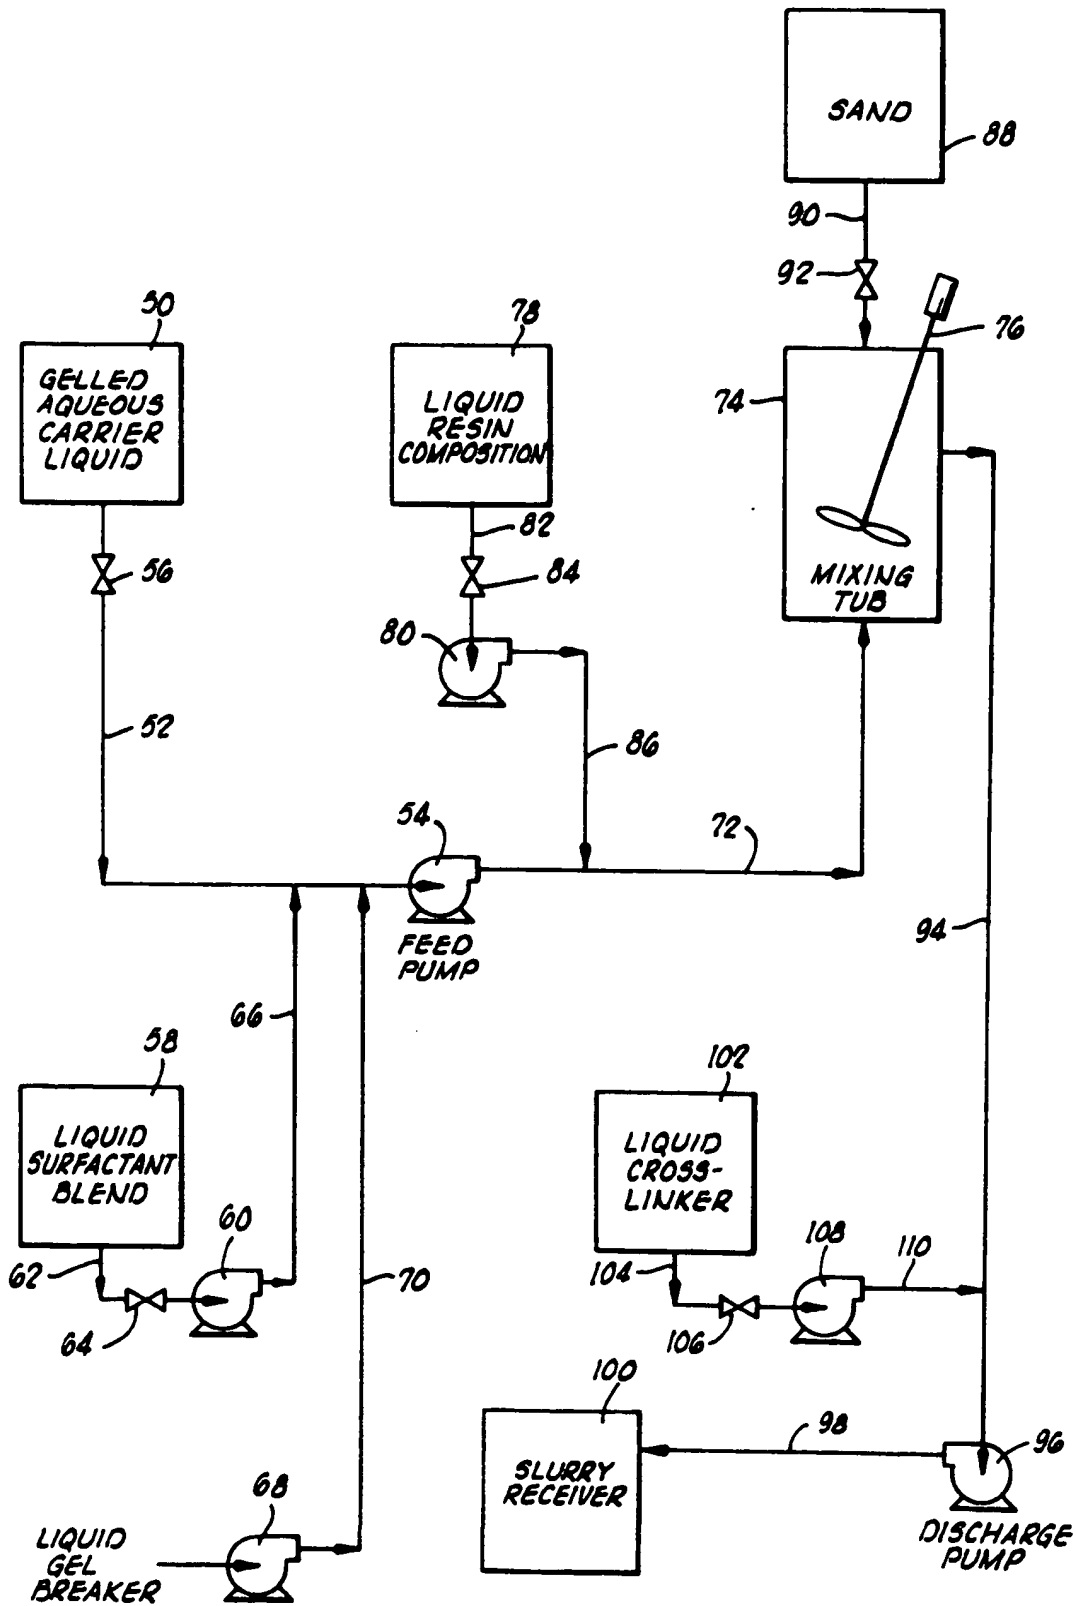 SAND
88
90
92
76
50
78
GELLED
AQUEOUS
CARRIER
LIQUID
LIQUID
RESIN
COMPOSITION
74
82
56
84
MIXING
TUB
80
52
86
54
72
FEED
PUMP
94
66
58
102
LIQUID
SURFACTANT
BLEND
LIQUID
CROSS-
LINKER
60
108
110
62
70
104
64
106
100
98
96
SLURRY
RECEIVER
68
DISCHARGE
PUMP
LIQUID
GEL
BREAKER